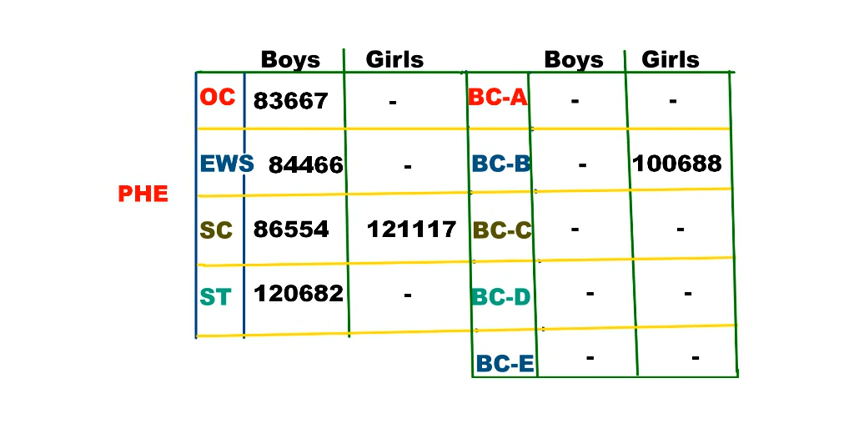 Boys Girls Boys Girls
OC 83667 - BC-A - -
EWS 84466 - BC-B - 100688
PHE
SC 86554 121117 BC-C - -
ST 120682 - BC-D - -
BC-E - -